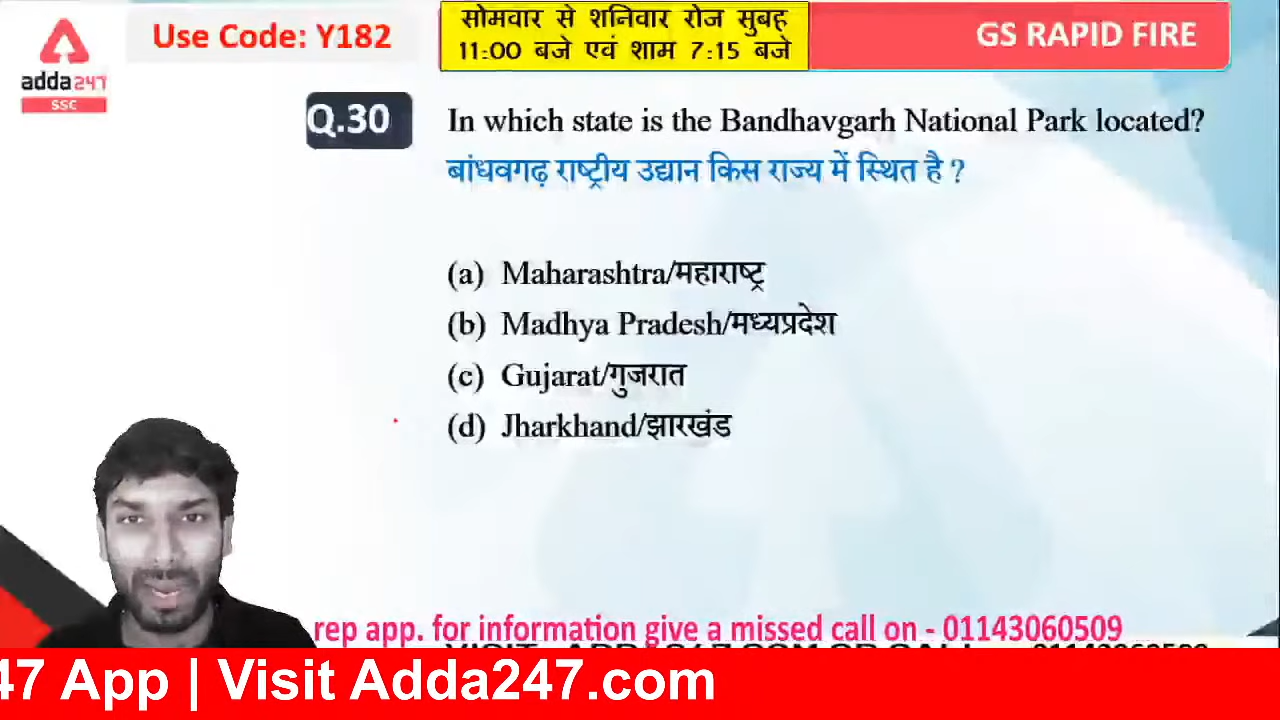 Use Code: Y182
सोमवार से शनिवार रोज सुबह
11:00 बजे एवं शाम 7:15 बजे
GS RAPID FIRE
adda247
SSC
Q.30
In which state is the Bandhavgarh National Park located?
बांधवगढ़ राष्ट्रीय उद्यान किस राज्य में स्थित है ?
(a) Maharashtra/महाराष्ट्र
(b) Madhya Pradesh/मध्यप्रदेश
(c) Gujarat/गुजरात
(d) Jharkhand/झारखंड
rep app. for information give a missed call on - 01143060509
47 App | Visit Adda247.com